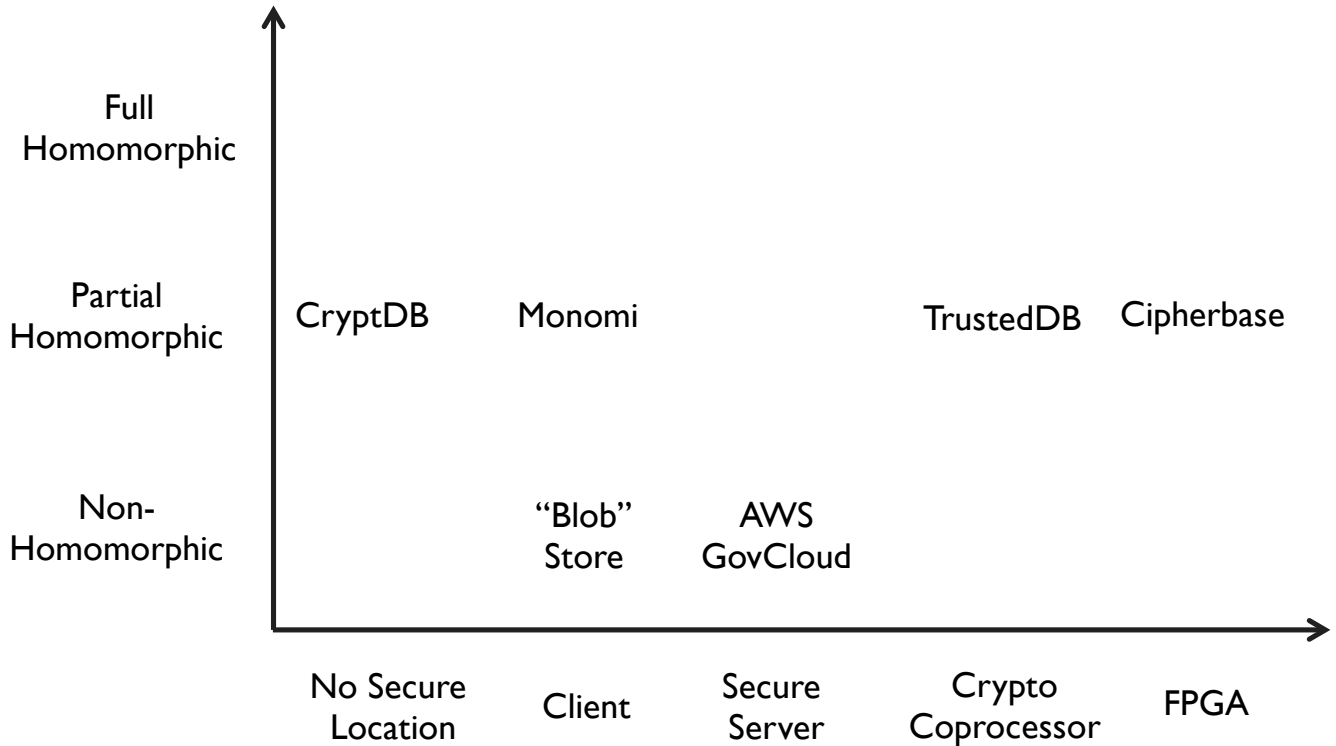 Full
Homomorphic
Partial
Homomorphic
CryptDB
Monomi
TrustedDB
Cipherbase
Non-
Homomorphic
“Blob”
Store
AWS
GovCloud
No Secure
Location
Client
Secure
Server
Crypto
Coprocessor
FPGA